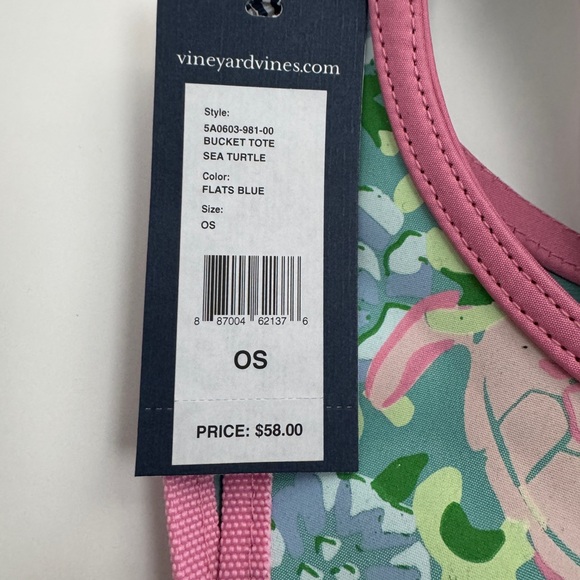 vineyardvines.com
Style:
5A0603-981-00
BUCKET TOTE
SEA TURTLE
Color:
FLATS BLUE
Size:
OS
8 87004 62137 6
OS
PRICE: $58.00